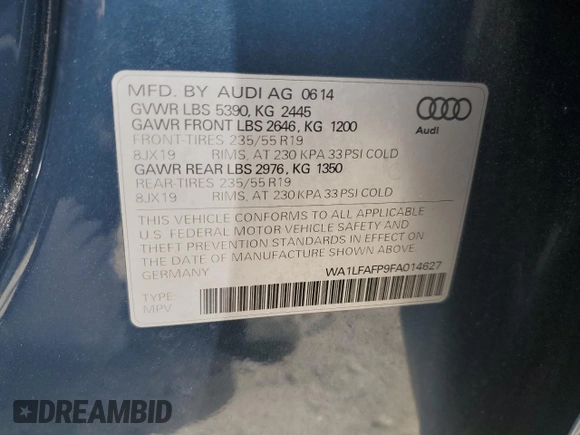 MFD. BY AUDI AG 06 14
GVWR LBS 5390, KG 2445
GAWR FRONT LBS 2646, KG 1200
FRONT-TIRES 235/55 R19
8JX19 RIMS, AT 230 KPA 33 PSI COLD
GAWR REAR LBS 2976, KG 1350
REAR-TIRES 235/55 R19
8JX19 RIMS, AT 230 KPA 33 PSI COLD
THIS VEHICLE CONFORMS TO ALL APPLICABLE
U.S. FEDERAL MOTOR VEHICLE SAFETY AND
THEFT PREVENTION STANDARDS IN EFFECT ON
THE DATE OF MANUFACTURE SHOWN ABOVE.
GERMANY
WA1LFAFP9FA014627
TYPE:
MPV
Audi
DREAMBID